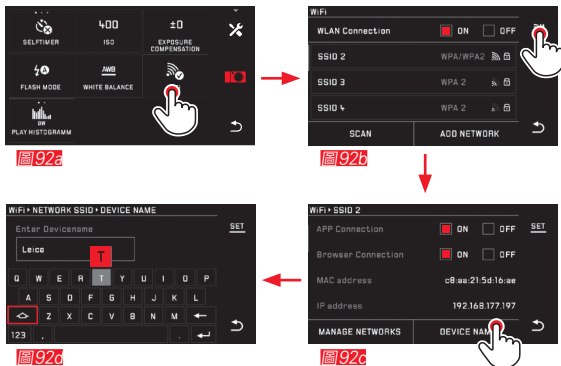 SELFTIMER
400
ISO
±0
EXPOSURE
COMPENSATION
FLASH MODE
AWB
WHITE BALANCE
UW
PLAY HISTOGRAMM
圖92a
WiFi
WLAN Connection ON OFF
SSID 2 WPA/WPA2
SSID 3 WPA 2
SSID 4 WPA 2
SCAN ADD NETWORK
圖92b
WiFi▸SSID 2
APP Connection ON OFF SET
Browser Connection ON OFF
MAC address c8:aa:21:5d:16:ae
IP address 192.168.177.197
MANAGE NETWORKS DEVICE NAM
圖92c
WiFi▸NETWORK SSID▸DEVICE NAME
Enter Devicename SET
Leica
T
Q W E R T Y U I O P
A S D F G H J K L
Z X C V B N M
123 , .
圖92d